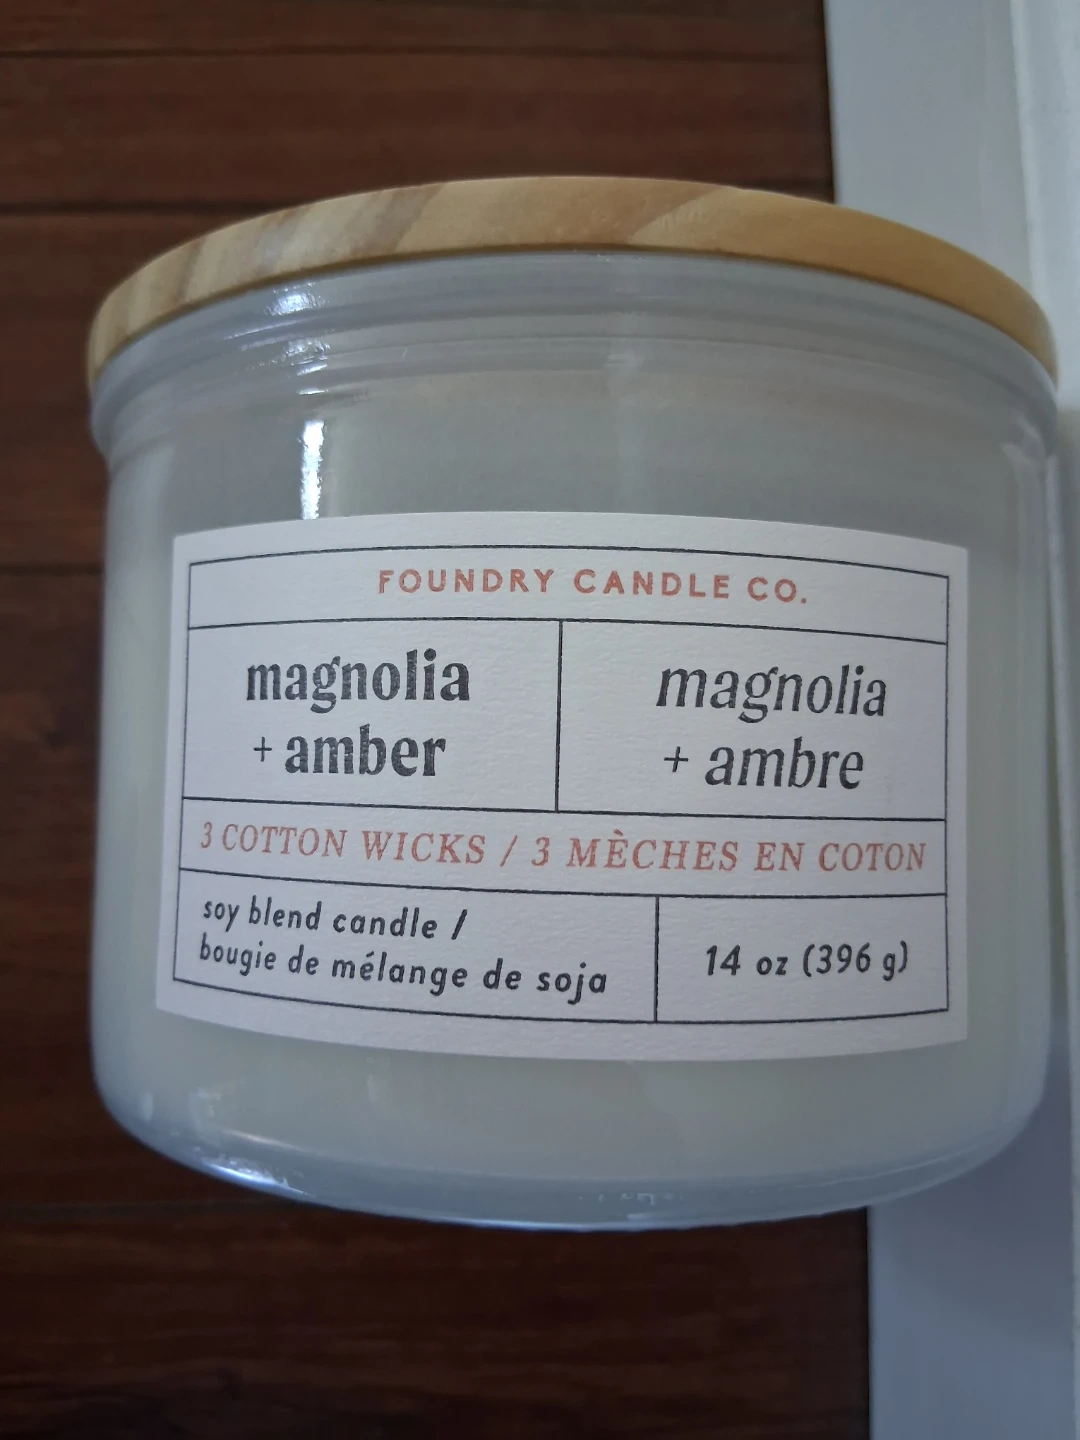 FOUNDRY CANDLE CO.
magnolia
+ amber
magnolia
+ ambre
3 COTTON WICKS / 3 MÈCHES EN COTON
soy blend candle /
bougie de mélange de soja
14 oz (396 g)